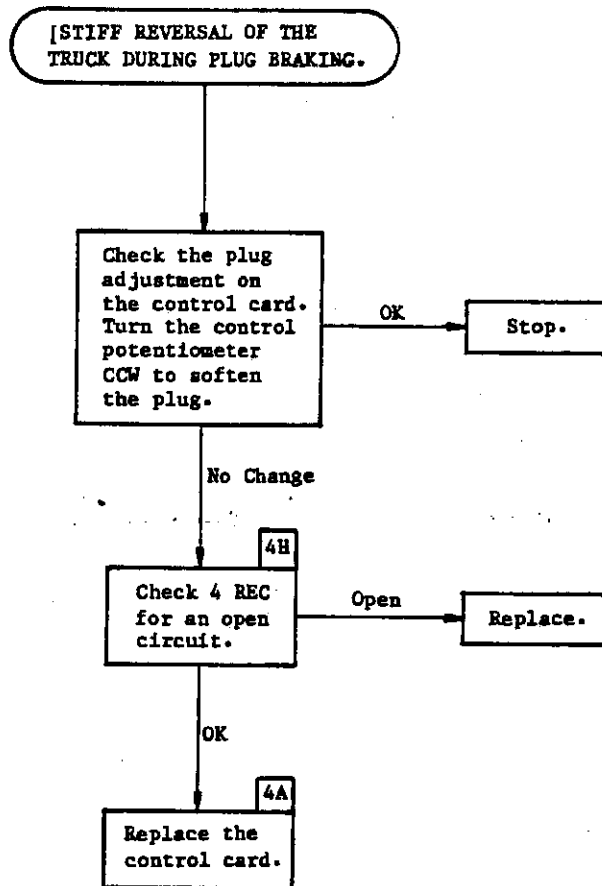 [STIFF REVERSAL OF THE
TRUCK DURING PLUG BRAKING.
Check the plug
adjustment on
the control card.
Turn the control
potentiometer
CCW to soften
the plug.
OK
Stop.
No Change
4H
Check 4 REC
for an open
circuit.
Open
Replace.
OK
4A
Replace the
control card.